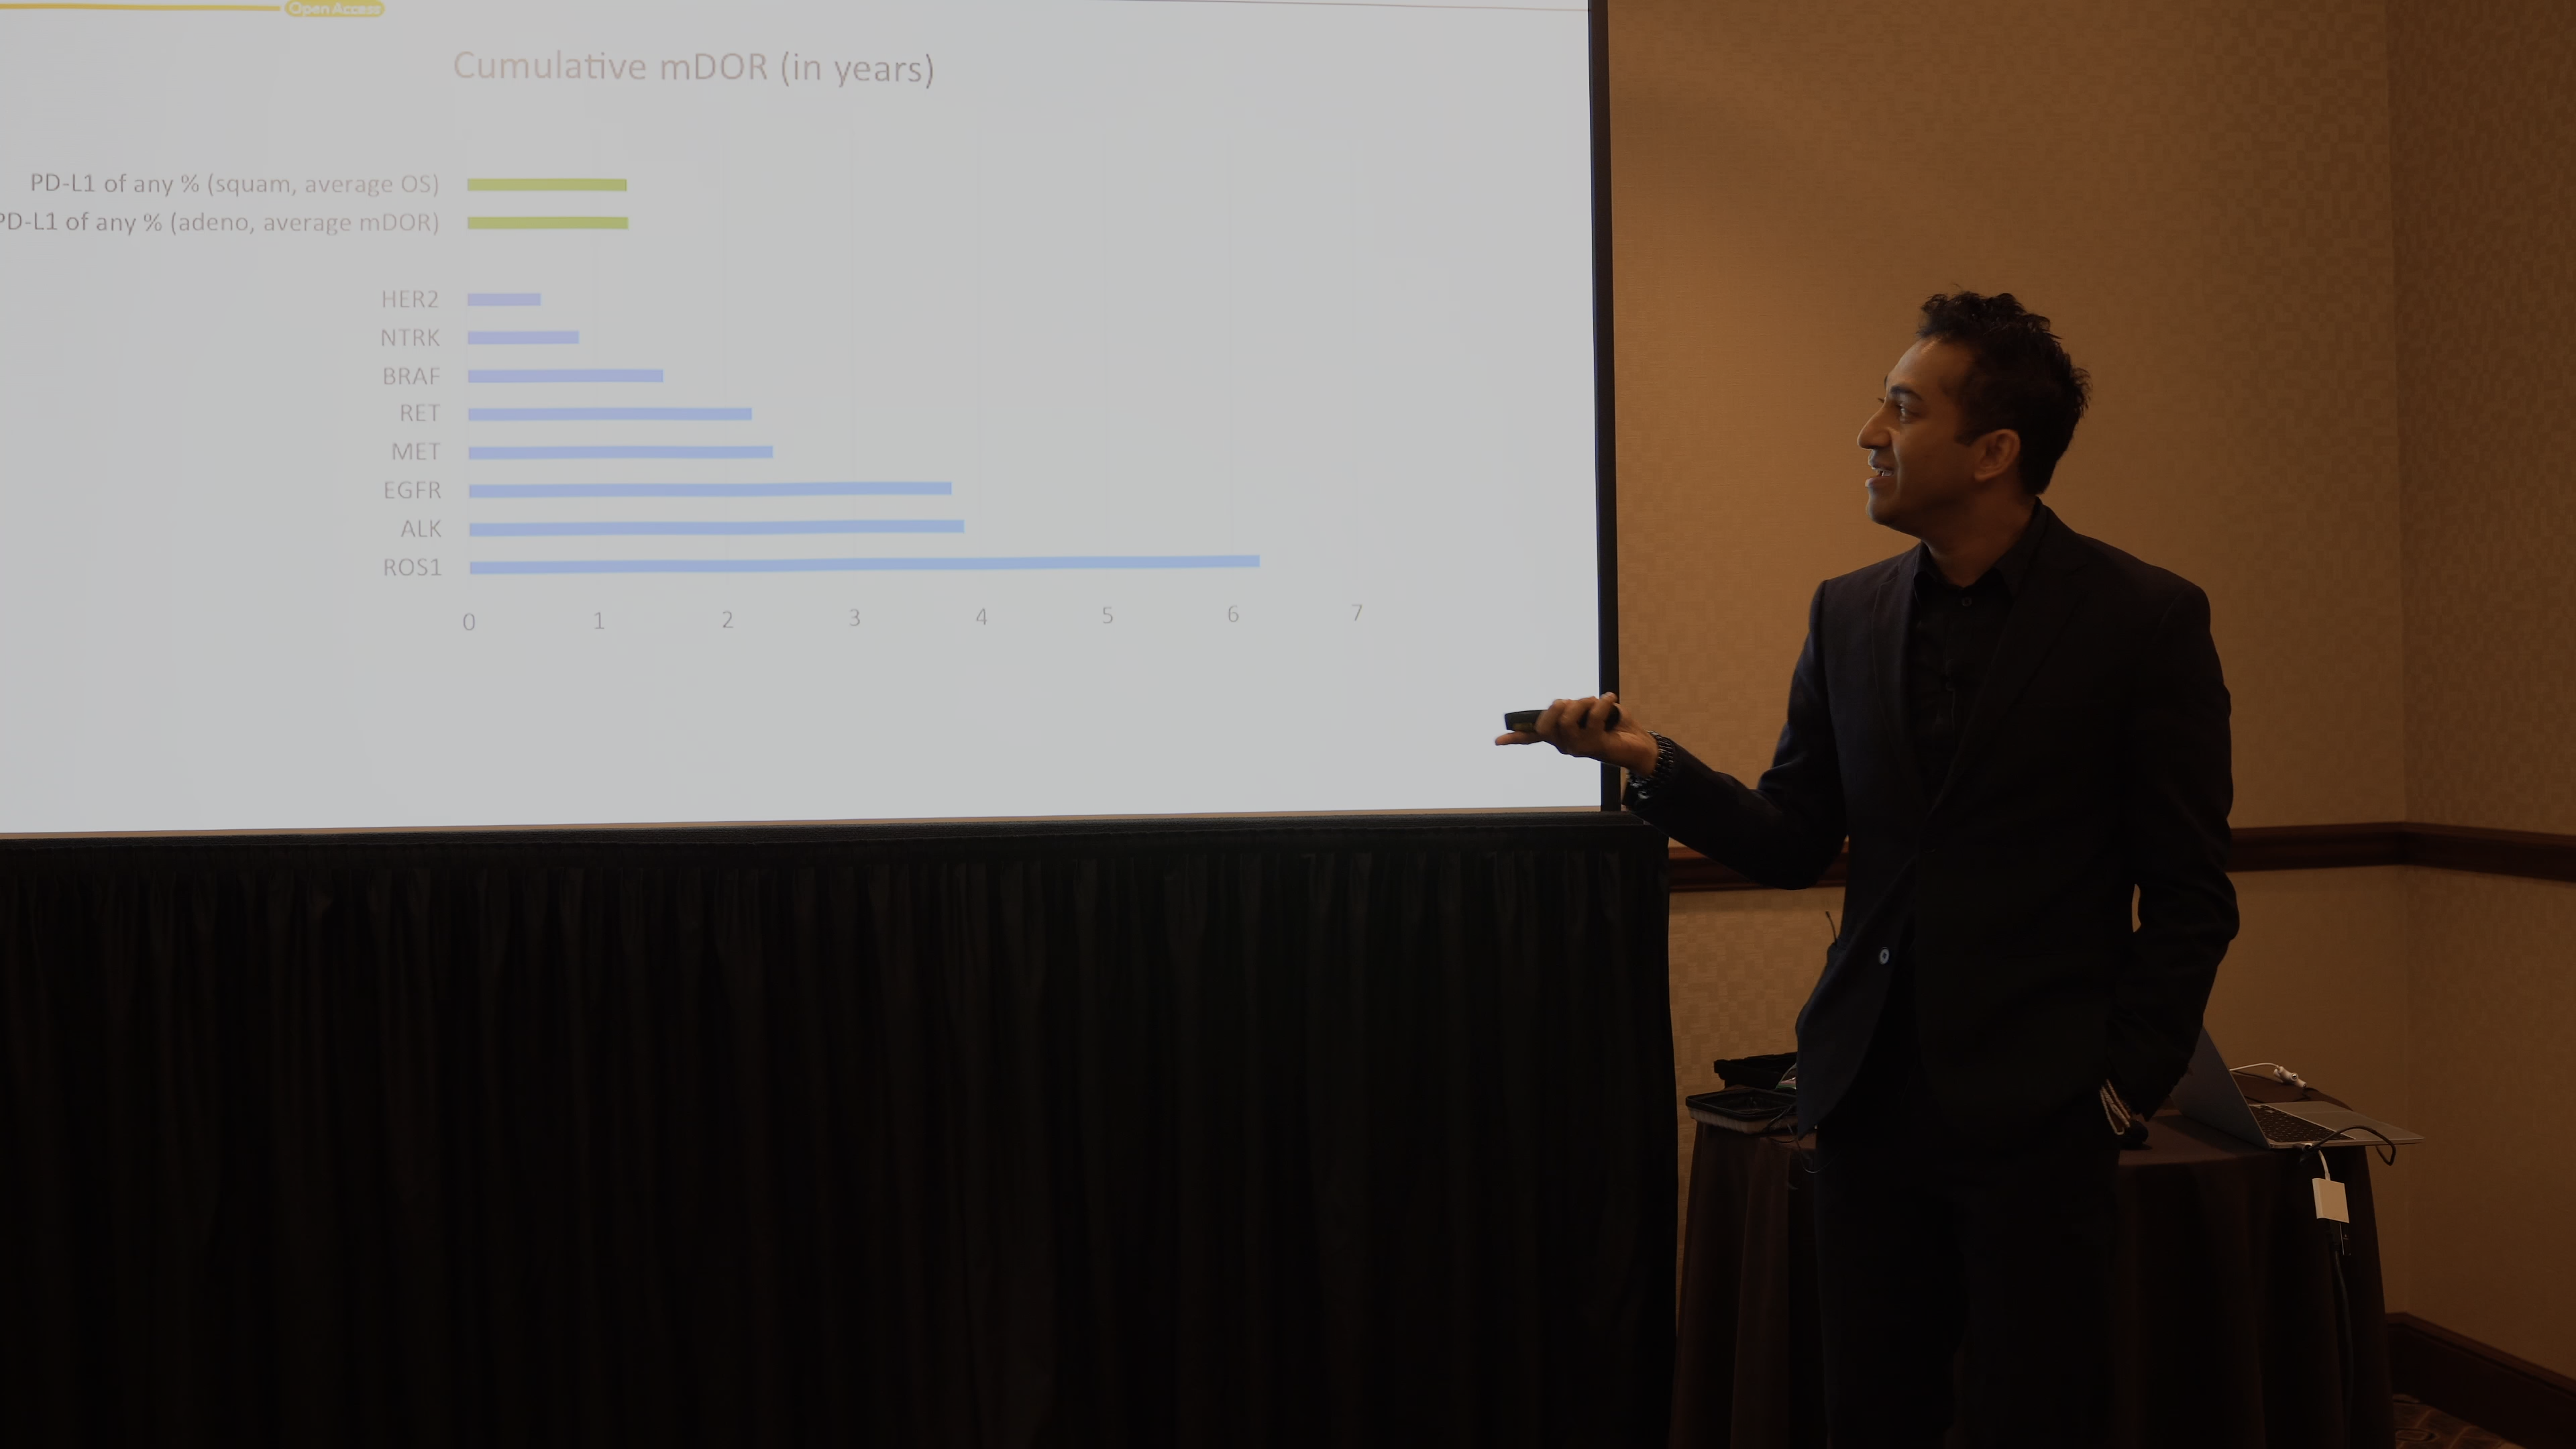 Open Access
Cumulative mDOR (in years)
PD-L1 of any % (squam, average OS)
PD-L1 of any % (adeno, average mDOR)
HER2
NTRK
BRAF
RET
MET
EGFR
ALK
ROS1
0 1 2 3 4 5 6 7